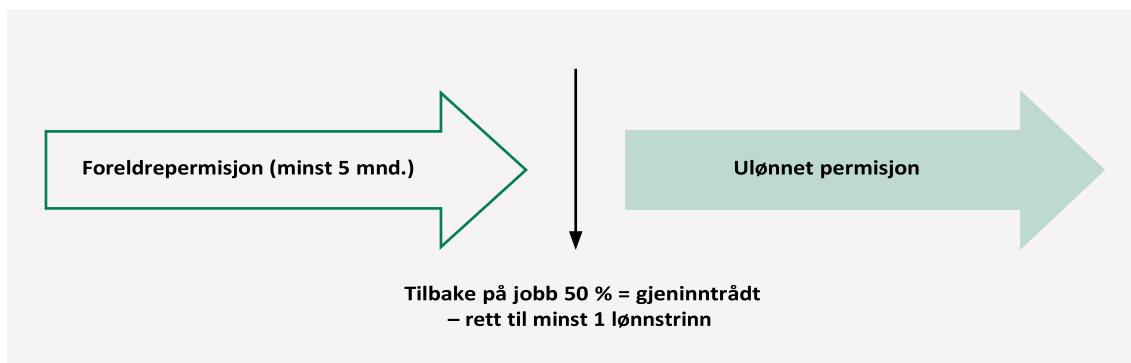 Foreldrepermisjon (minst 5 mnd.)
Ulønnet permisjon
Tilbake på jobb 50 % = gjeninntrådt
– rett til minst 1 lønnstrinn